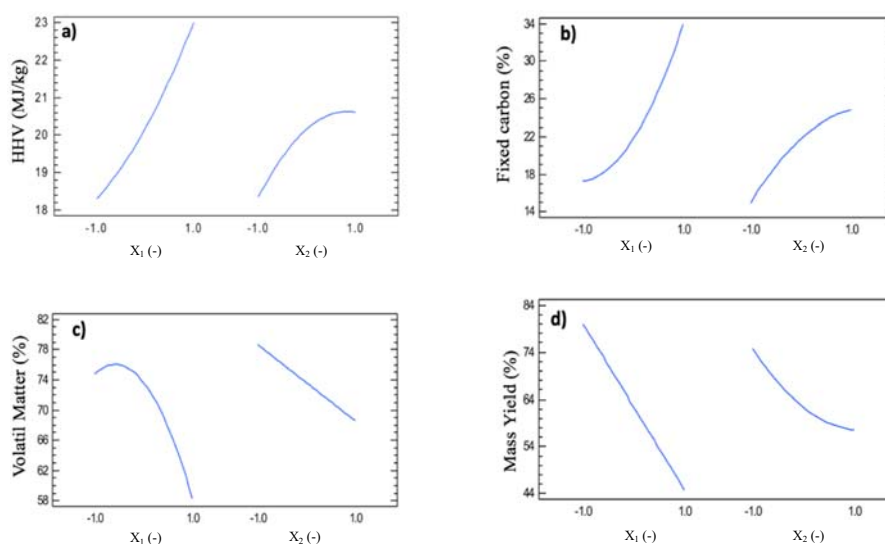 a)
HHV (MJ/kg)
23
22
21
20
19
18
-1.0 1.0 -1.0 1.0
X₁ (-) X₂ (-)
b)
Fixed carbon (%)
34
30
26
22
18
14
-1.0 1.0 -1.0 1.0
X₁ (-) X₂ (-)
c)
Volatil Matter (%)
82
78
74
70
66
62
58
-1.0 1.0 -1.0 1.0
X₁ (-) X₂ (-)
d)
Mass Yield (%)
84
74
64
54
44
-1.0 1.0 -1.0 1.0
X₁ (-) X₂ (-)